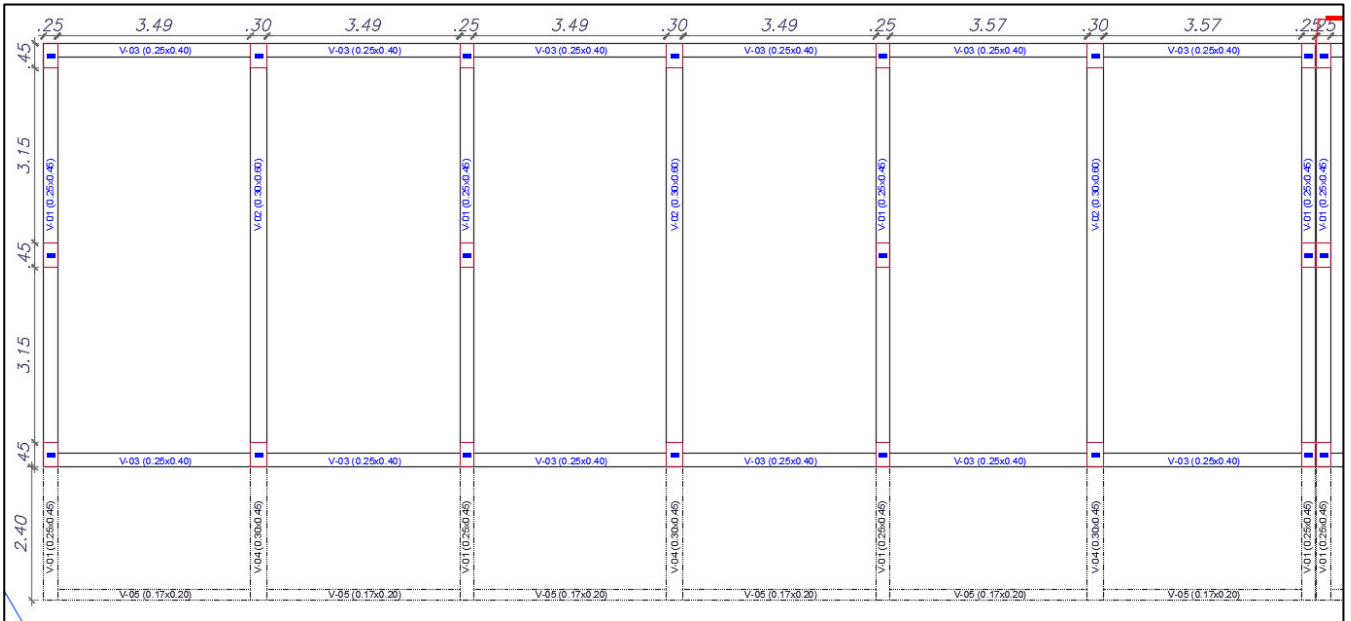 .25 3.49 .30 3.49 .25 3.49 .30 3.49 .25 3.57 .30 3.57 .25 .25
V-03 (0.25x0.40) V-03 (0.25x0.40) V-03 (0.25x0.40) V-03 (0.25x0.40) V-03 (0.25x0.40) V-03 (0.25x0.40)
.45
3.15
V-01 (0.25x0.45)
V-02 (0.30x0.60)
V-01 (0.25x0.45)
V-02 (0.30x0.60)
V-01 (0.25x0.45)
V-02 (0.30x0.60)
V-01 (0.25x0.45)
V-01 (0.25x0.45)
.45
3.15
.45
V-03 (0.25x0.40) V-03 (0.25x0.40) V-03 (0.25x0.40) V-03 (0.25x0.40) V-03 (0.25x0.40) V-03 (0.25x0.40)
2.40
V-01 (0.25x0.45)
V-04 (0.30x0.45)
V-01 (0.25x0.45)
V-04 (0.30x0.45)
V-01 (0.25x0.45)
V-04 (0.30x0.45)
V-01 (0.25x0.45)
V-01 (0.25x0.45)
V-05 (0.17x0.20) V-05 (0.17x0.20) V-05 (0.17x0.20) V-05 (0.17x0.20) V-05 (0.17x0.20) V-05 (0.17x0.20)